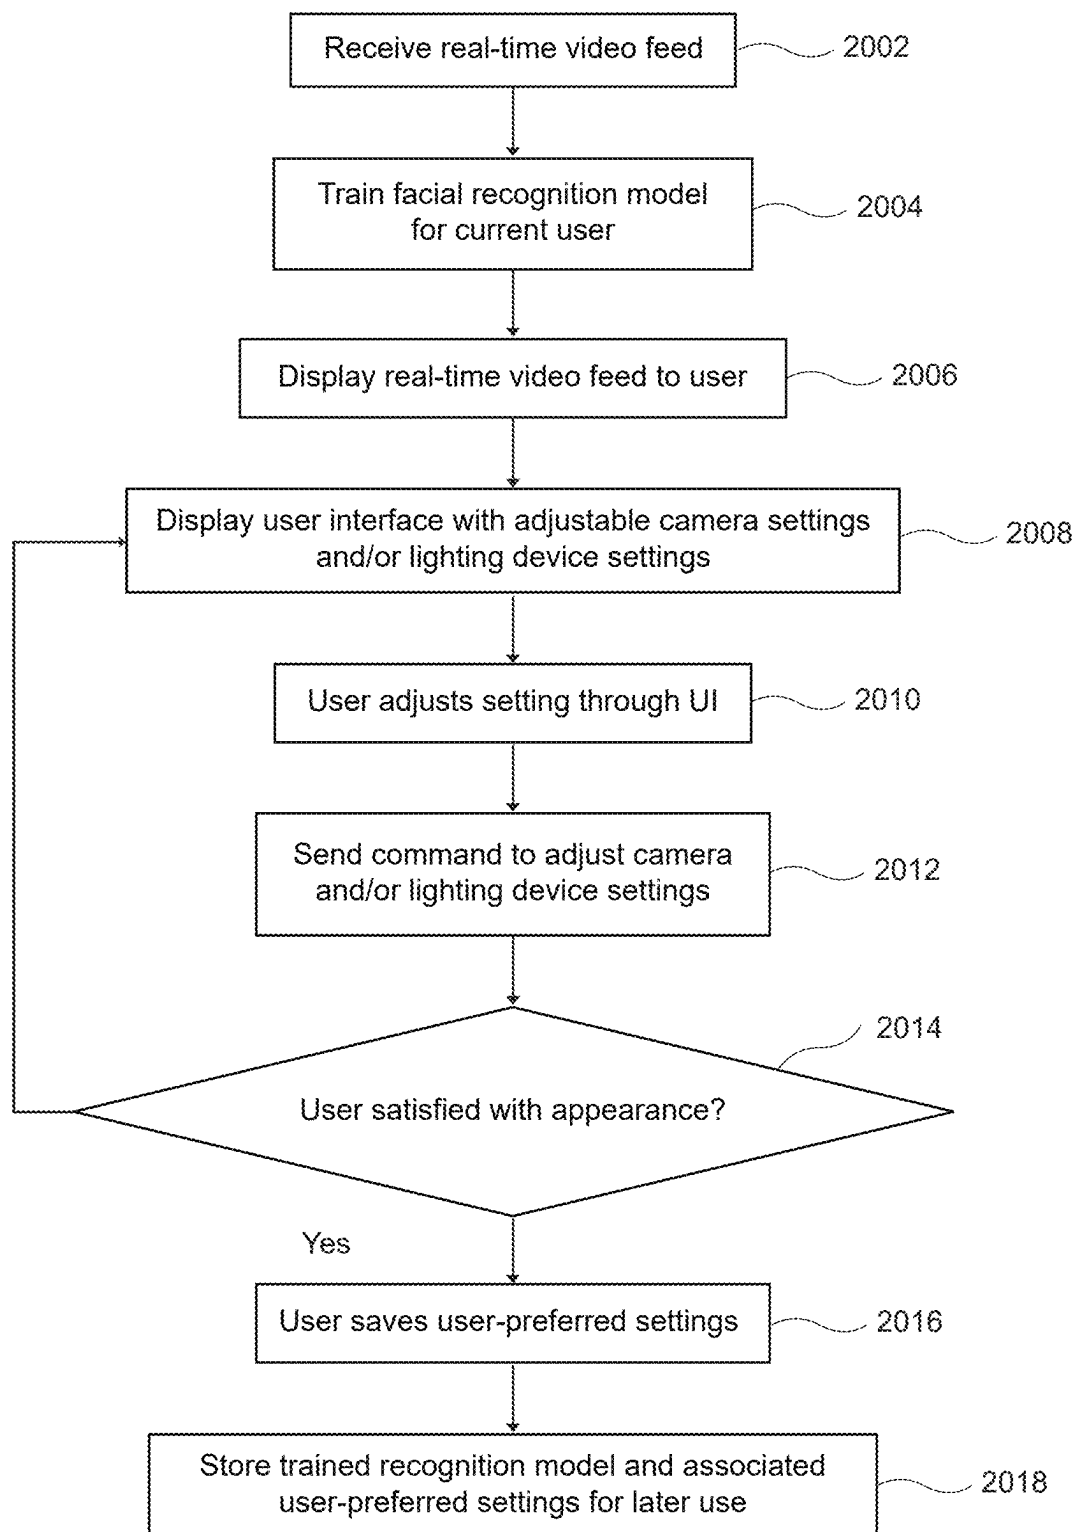 Receive real-time video feed
2002
Train facial recognition model
for current user
2004
Display real-time video feed to user
2006
Display user interface with adjustable camera settings
and/or lighting device settings
2008
User adjusts setting through UI
2010
Send command to adjust camera
and/or lighting device settings
2012
2014
User satisfied with appearance?
Yes
User saves user-preferred settings
2016
Store trained recognition model and associated
user-preferred settings for later use
2018